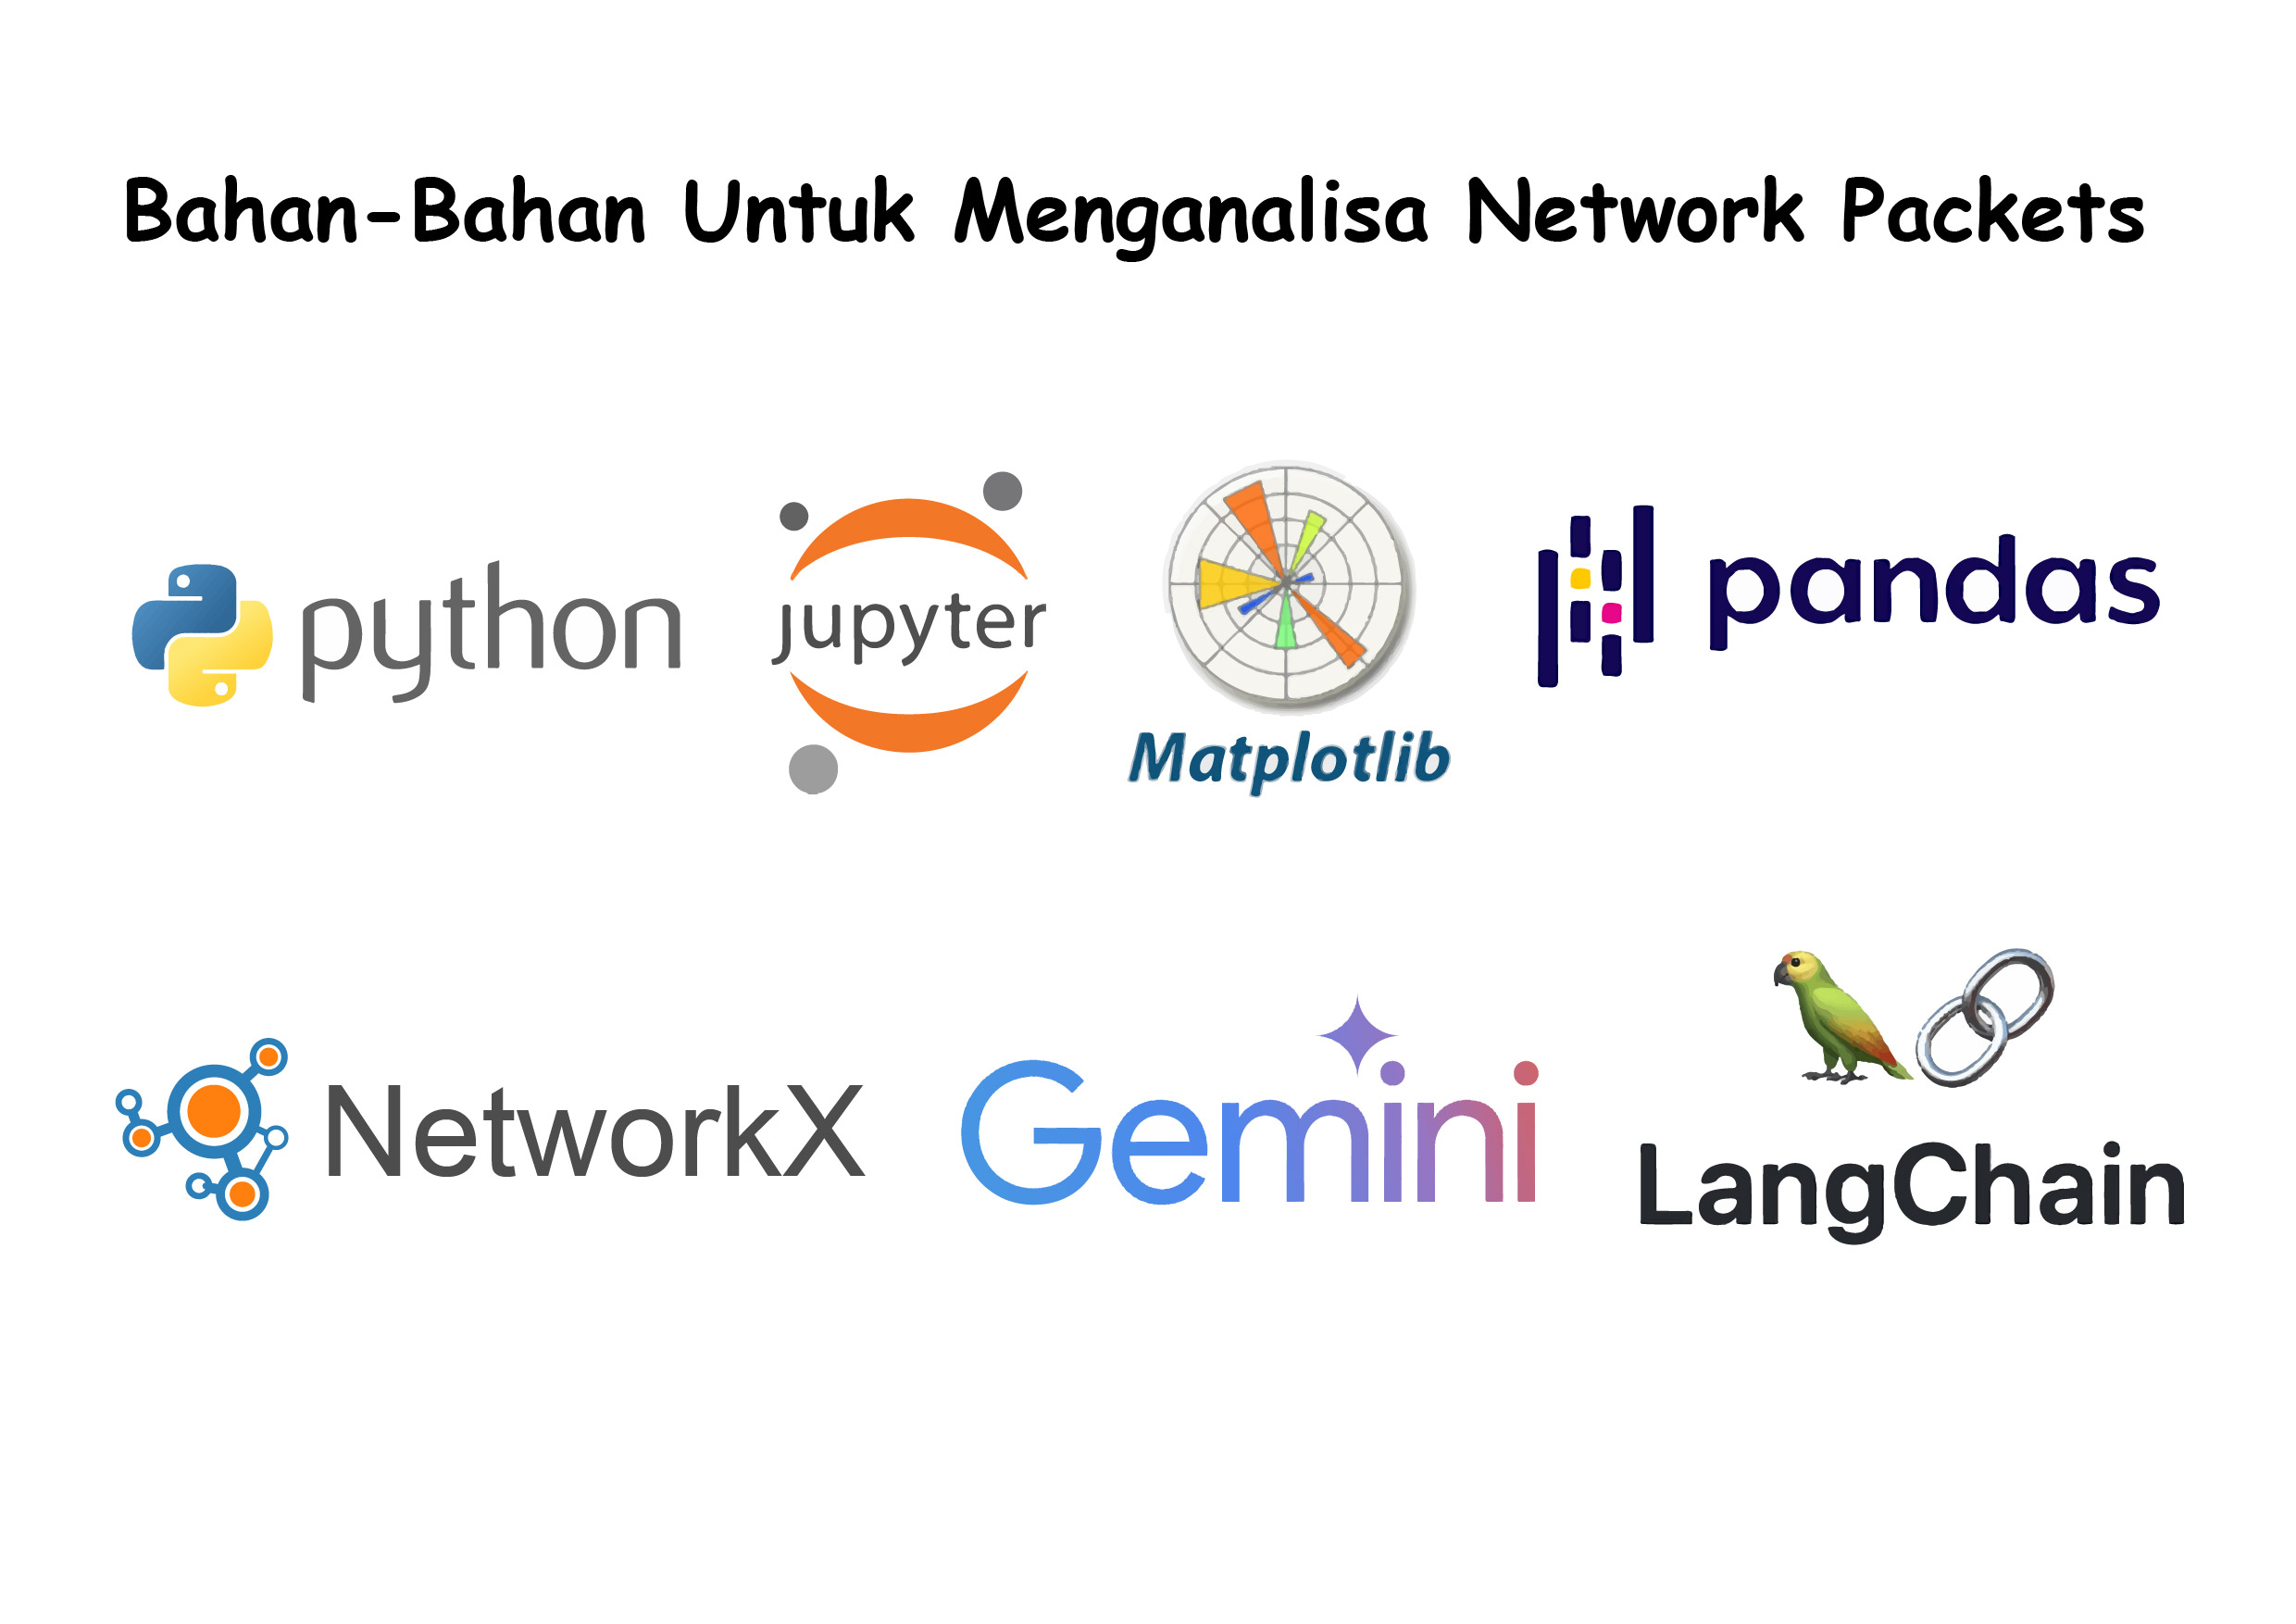 Bahan-Bahan Untuk Menganalisa Network Packets
python
jupyter
Matplotlib
pandas
NetworkX
Gemini
LangChain